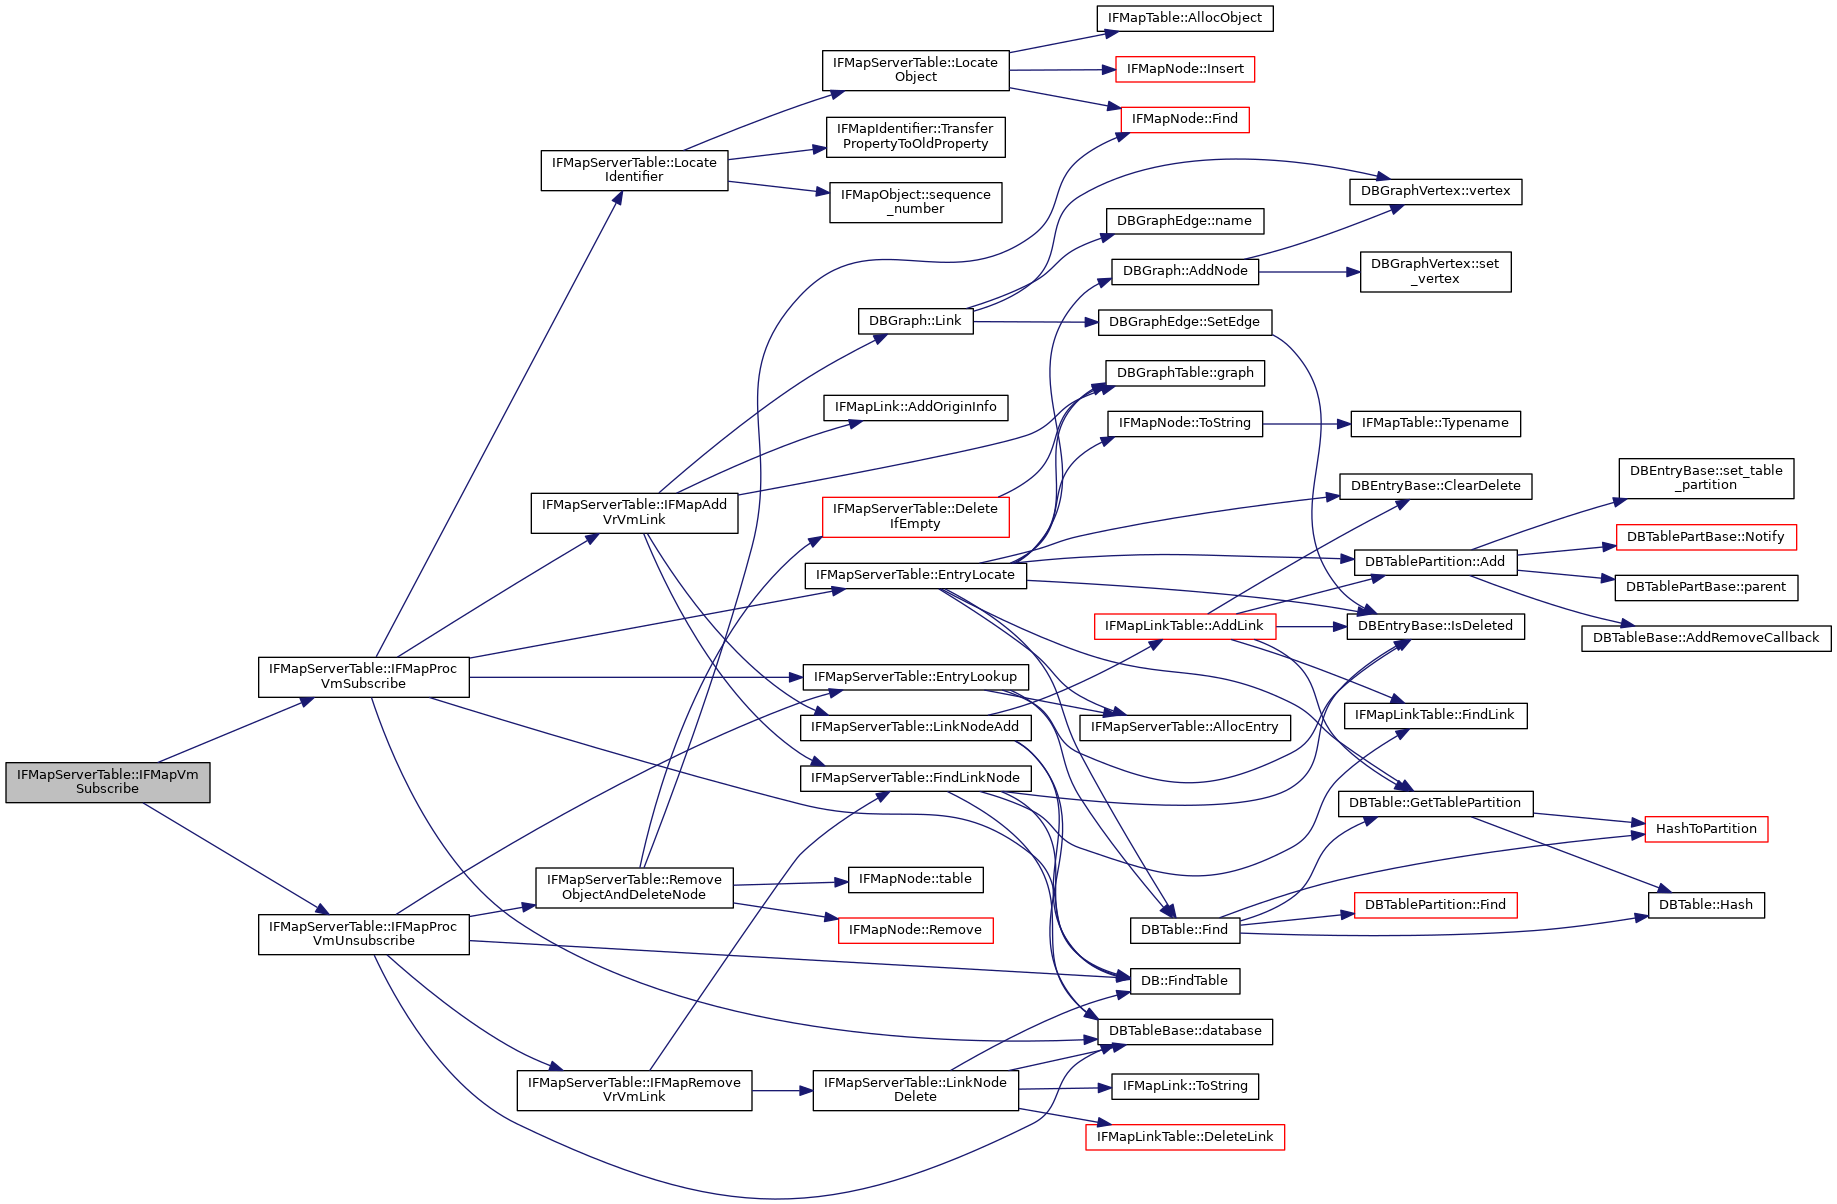 IFMapServerTable::IFMapVm
Subscribe
IFMapServerTable::IFMapProc
VmSubscribe
IFMapServerTable::IFMapProc
VmUnsubscribe
IFMapServerTable::Locate
Identifier
IFMapServerTable::IFMapAdd
VrVmLink
IFMapServerTable::Remove
ObjectAndDeleteNode
IFMapServerTable::IFMapRemove
VrVmLink
IFMapServerTable::Locate
Object
IFMapIdentifier::Transfer
PropertyToOldProperty
IFMapObject::sequence
_number
DBGraph::Link
IFMapLink::AddOriginInfo
IFMapServerTable::Delete
IfEmpty
IFMapServerTable::EntryLocate
IFMapServerTable::EntryLookup
IFMapServerTable::LinkNodeAdd
IFMapServerTable::FindLinkNode
IFMapNode::table
IFMapNode::Remove
IFMapServerTable::LinkNode
Delete
IFMapTable::AllocObject
IFMapNode::Insert
IFMapNode::Find
DBGraphEdge::name
DBGraph::AddNode
DBGraphEdge::SetEdge
DBGraphTable::graph
IFMapNode::ToString
IFMapLinkTable::AddLink
IFMapServerTable::AllocEntry
DBTable::Find
DB::FindTable
DBTableBase::database
IFMapLink::ToString
IFMapLinkTable::DeleteLink
DBGraphVertex::vertex
DBGraphVertex::set
_vertex
IFMapTable::Typename
DBEntryBase::ClearDelete
DBTablePartition::Add
DBEntryBase::IsDeleted
IFMapLinkTable::FindLink
DBTable::GetTablePartition
DBTablePartition::Find
DBEntryBase::set_table
_partition
DBTablePartBase::Notify
DBTablePartBase::parent
DBTableBase::AddRemoveCallback
HashToPartition
DBTable::Hash